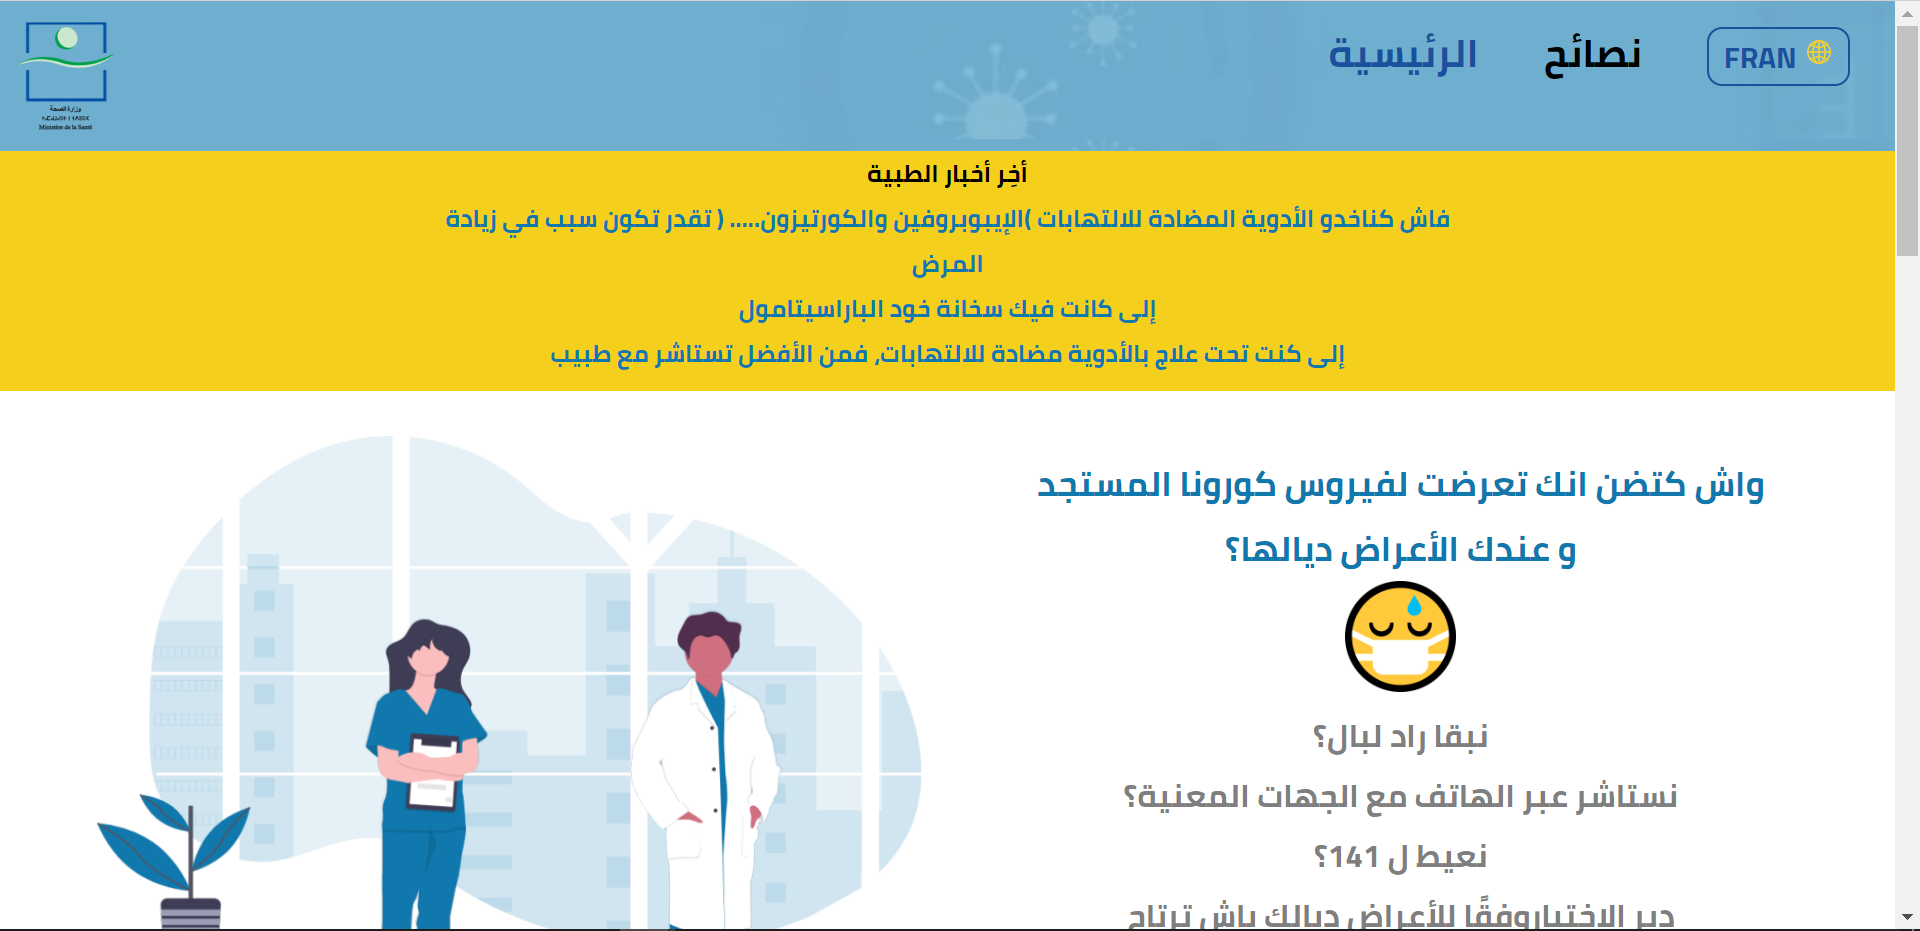 FRAN
نصائح
الرئيسية
وزارة الصحة
Ministère de la Santé
أخِر أخبار الطبية
فاش كناخدو الأدوية المضادة للالتهابات )الإيبوبروفين والكورتيزون..... ( تقدر تكون سبب في زيادة
المرض
إلى كانت فيك سخانة خود الباراسيتامول
إلى كنت تحت علاج بالأدوية مضادة للالتهابات، فمن الأفضل تستاشر مع طبيب
واش كتضن انك تعرضت لفيروس كورونا المستجد
و عندك الأعراض ديالها؟
نبقا راد لبال؟
نستاشر عبر الهاتف مع الجهات المعنية؟
نعيط ل 141؟
دير الاختباروفقًا للأعراض ديالك باش ترتاح